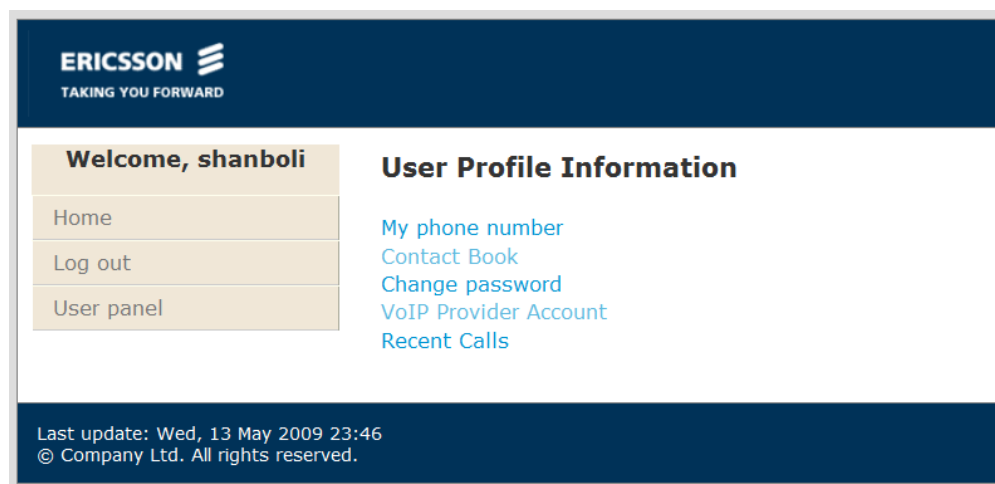 ERICSSON
TAKING YOU FORWARD
Welcome, shanboli
Home
Log out
User panel
User Profile Information
My phone number
Contact Book
Change password
VoIP Provider Account
Recent Calls
Last update: Wed, 13 May 2009 23:46
© Company Ltd. All rights reserved.